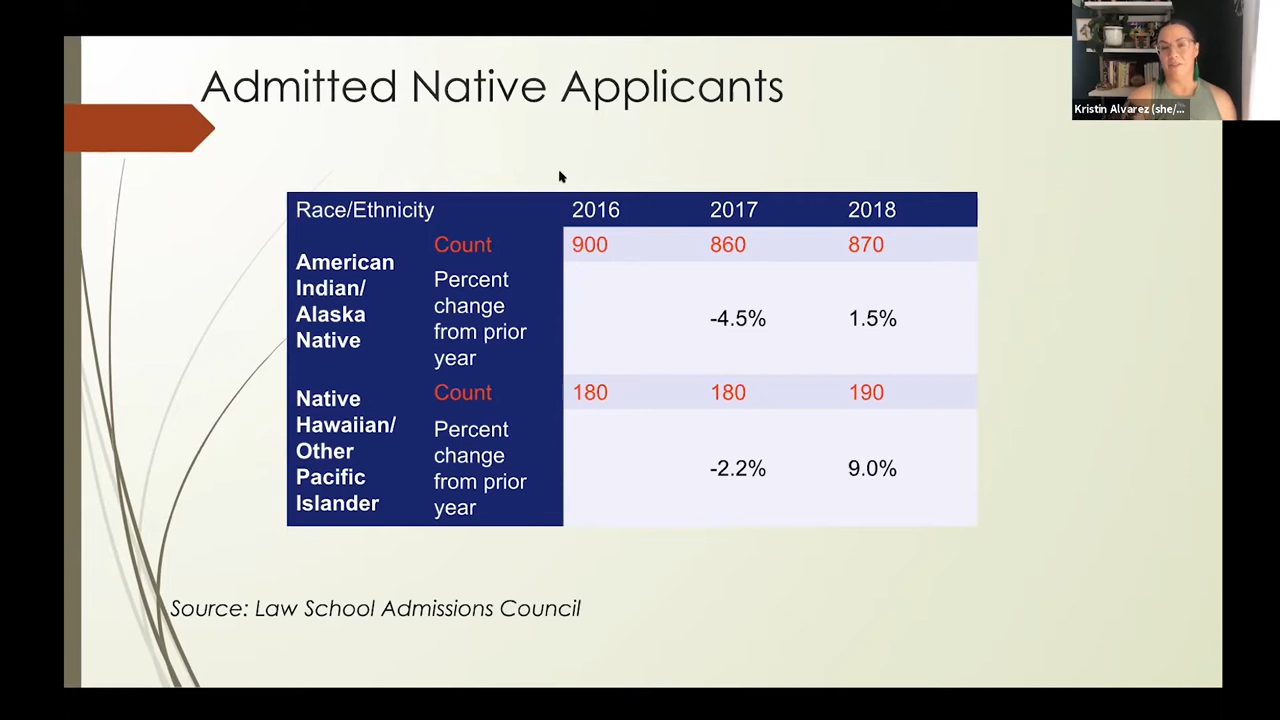 Admitted Native Applicants
Kristin Alvarez (she/...
Race/Ethnicity 2016 2017 2018
American
Indian/
Alaska
Native
Count 900 860 870
Percent
change
from prior
year
-4.5% 1.5%
Native
Hawaiian/
Other
Pacific
Islander
Count 180 180 190
Percent
change
from prior
year
-2.2% 9.0%
Source: Law School Admissions Council